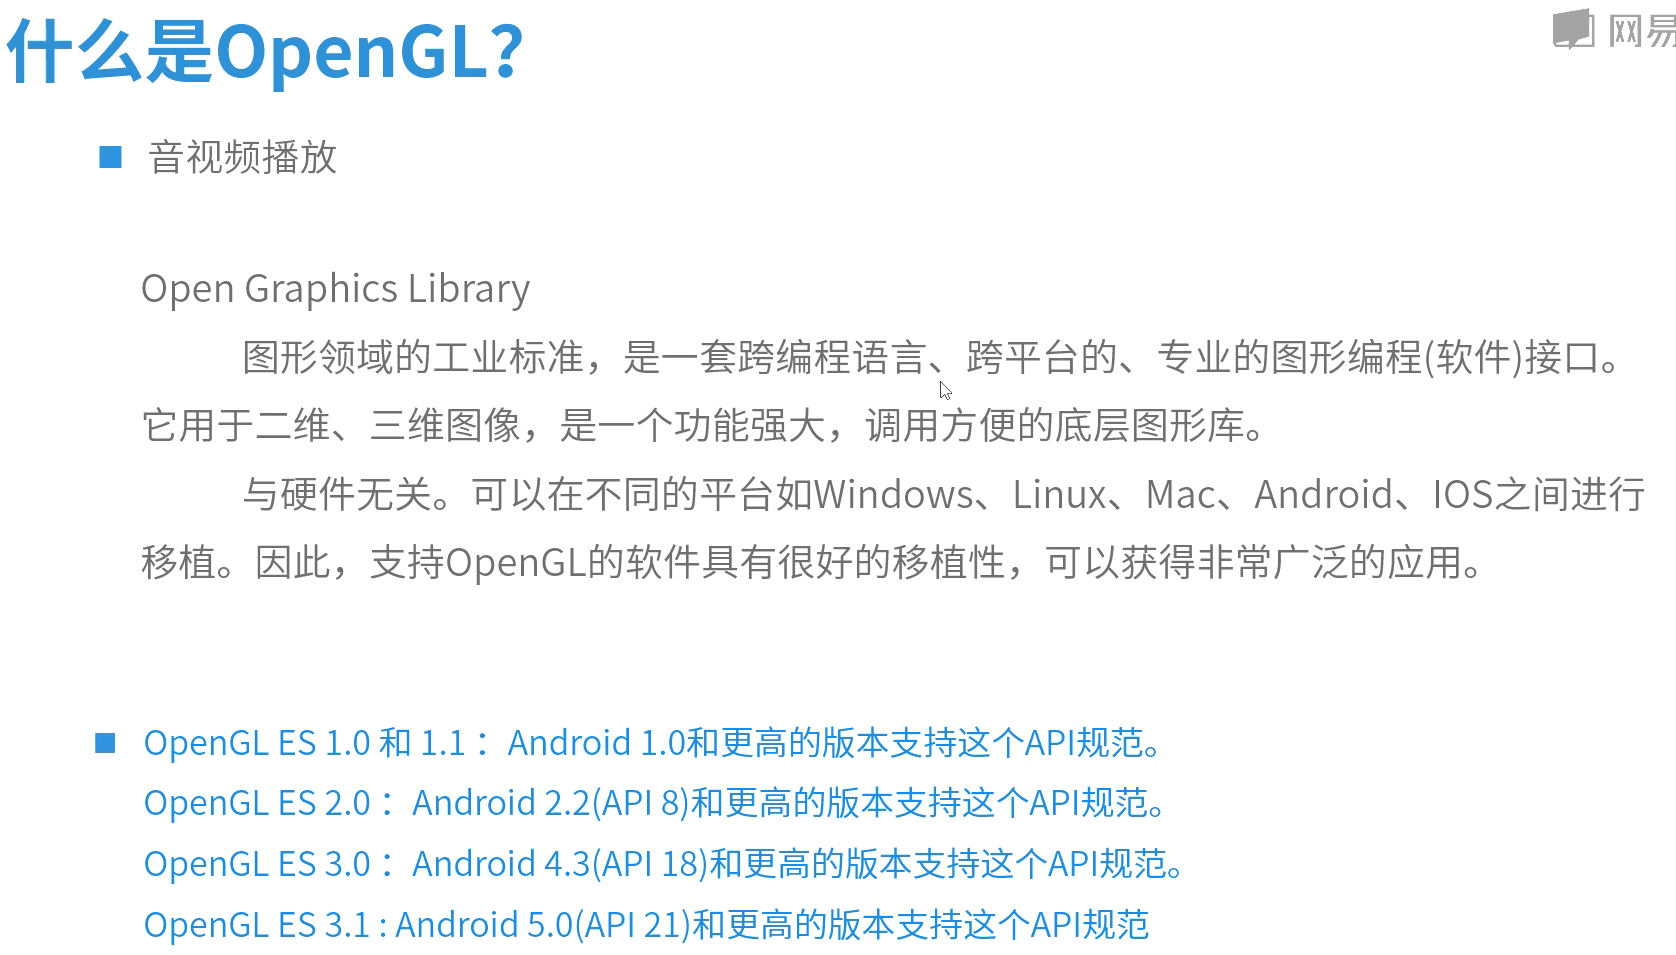 什么是OpenGL？
网易
音视频播放
Open Graphics Library
图形领域的工业标准，是一套跨编程语言、跨平台的、专业的图形编程(软件)接口。
它用于二维、三维图像，是一个功能强大，调用方便的底层图形库。
与硬件无关。可以在不同的平台如Windows、Linux、Mac、Android、IOS之间进行
移植。因此，支持OpenGL的软件具有很好的移植性，可以获得非常广泛的应用。
OpenGL ES 1.0 和 1.1： Android 1.0和更高的版本支持这个API规范。
OpenGL ES 2.0： Android 2.2(API 8)和更高的版本支持这个API规范。
OpenGL ES 3.0： Android 4.3(API 18)和更高的版本支持这个API规范。
OpenGL ES 3.1 : Android 5.0(API 21)和更高的版本支持这个API规范